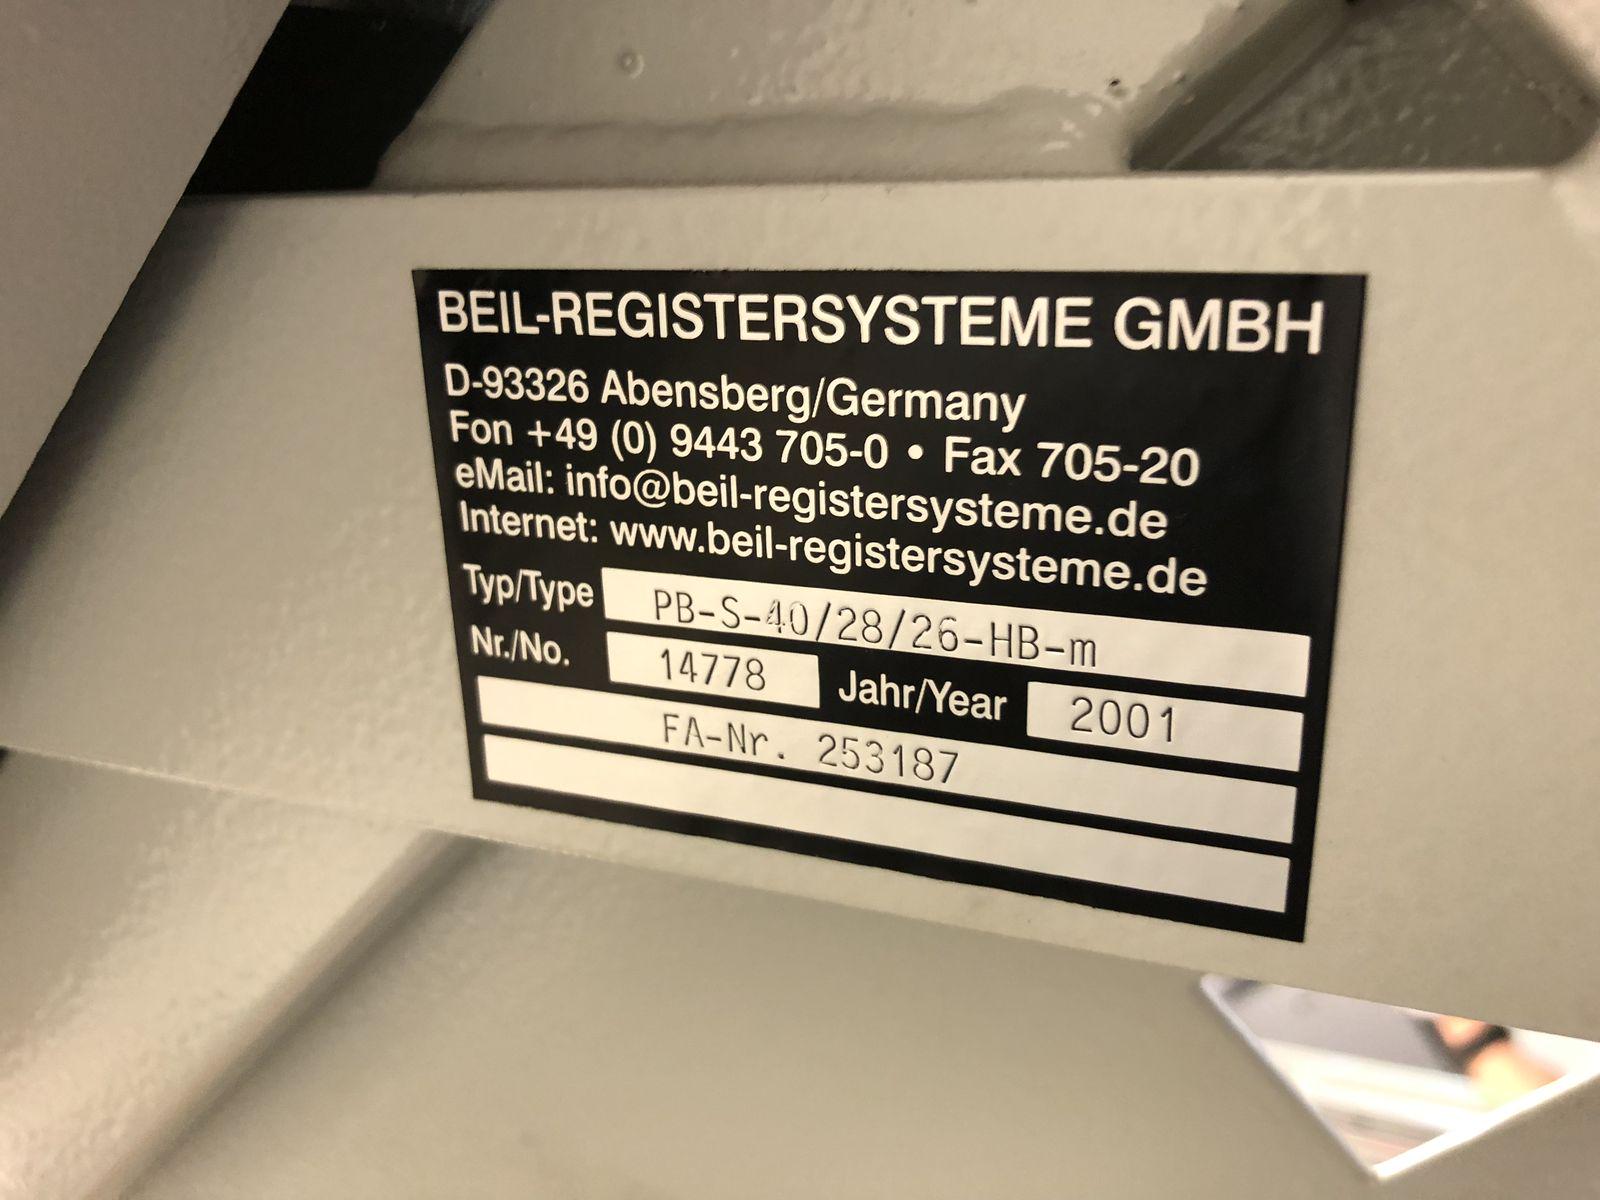 BEIL-REGISTERSYSTEME GMBH
D-93326 Abensberg/Germany
Fon +49 (0) 9443 705-0 • Fax 705-20
eMail: info@beil-registersysteme.de
Internet: www.beil-registersysteme.de
Typ/Type PB-S-40/28/26-HB-m
Nr./No. 14778 Jahr/Year 2001
FA-Nr. 253187